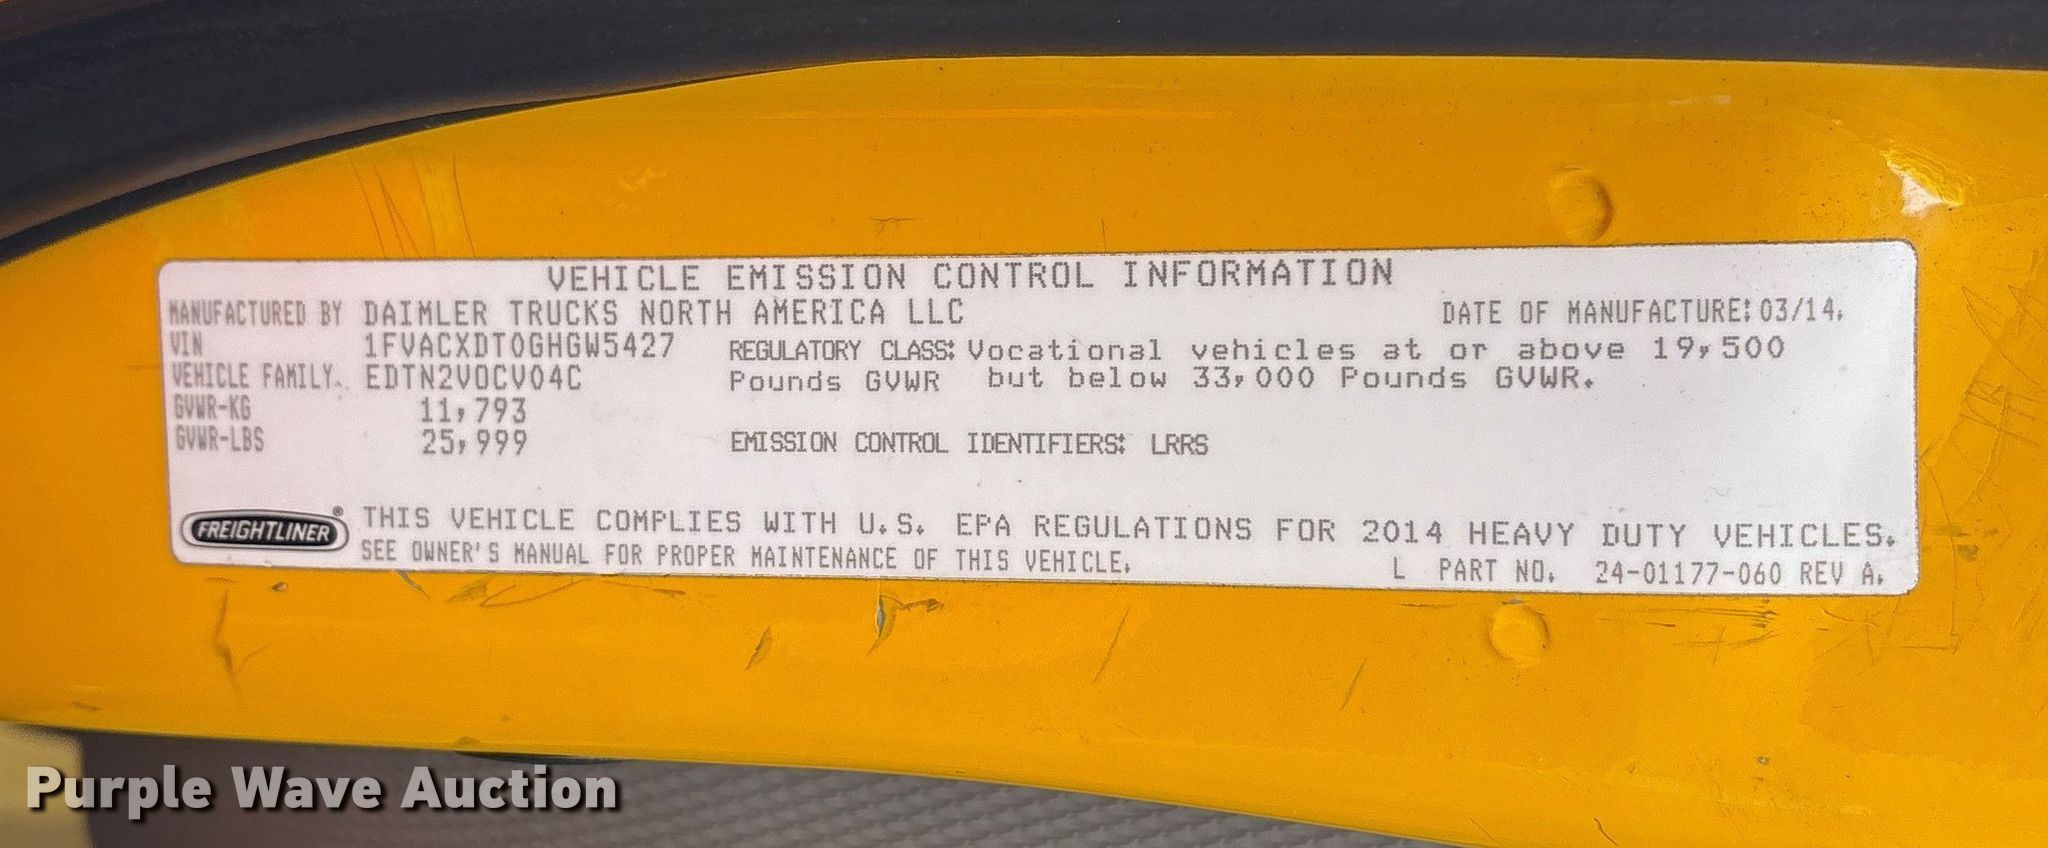 VEHICLE EMISSION CONTROL INFORMATION
MANUFACTURED BY DAIMLER TRUCKS NORTH AMERICA LLC DATE OF MANUFACTURE: 03/14.
VIN 1FVACXDT0GHGW5427 REGULATORY CLASS: Vocational vehicles at or above 19,500
VEHICLE FAMILY. EDTN2VOCV04C Pounds GVWR but below 33,000 Pounds GVWR.
GVWR-KG 11,793
GVWR-LBS 25,999 EMISSION CONTROL IDENTIFIERS: LRRS
FREIGHTLINER® THIS VEHICLE COMPLIES WITH U.S. EPA REGULATIONS FOR 2014 HEAVY DUTY VEHICLES.
SEE OWNER'S MANUAL FOR PROPER MAINTENANCE OF THIS VEHICLE. L PART NO. 24-01177-060 REV A.
Purple Wave Auction